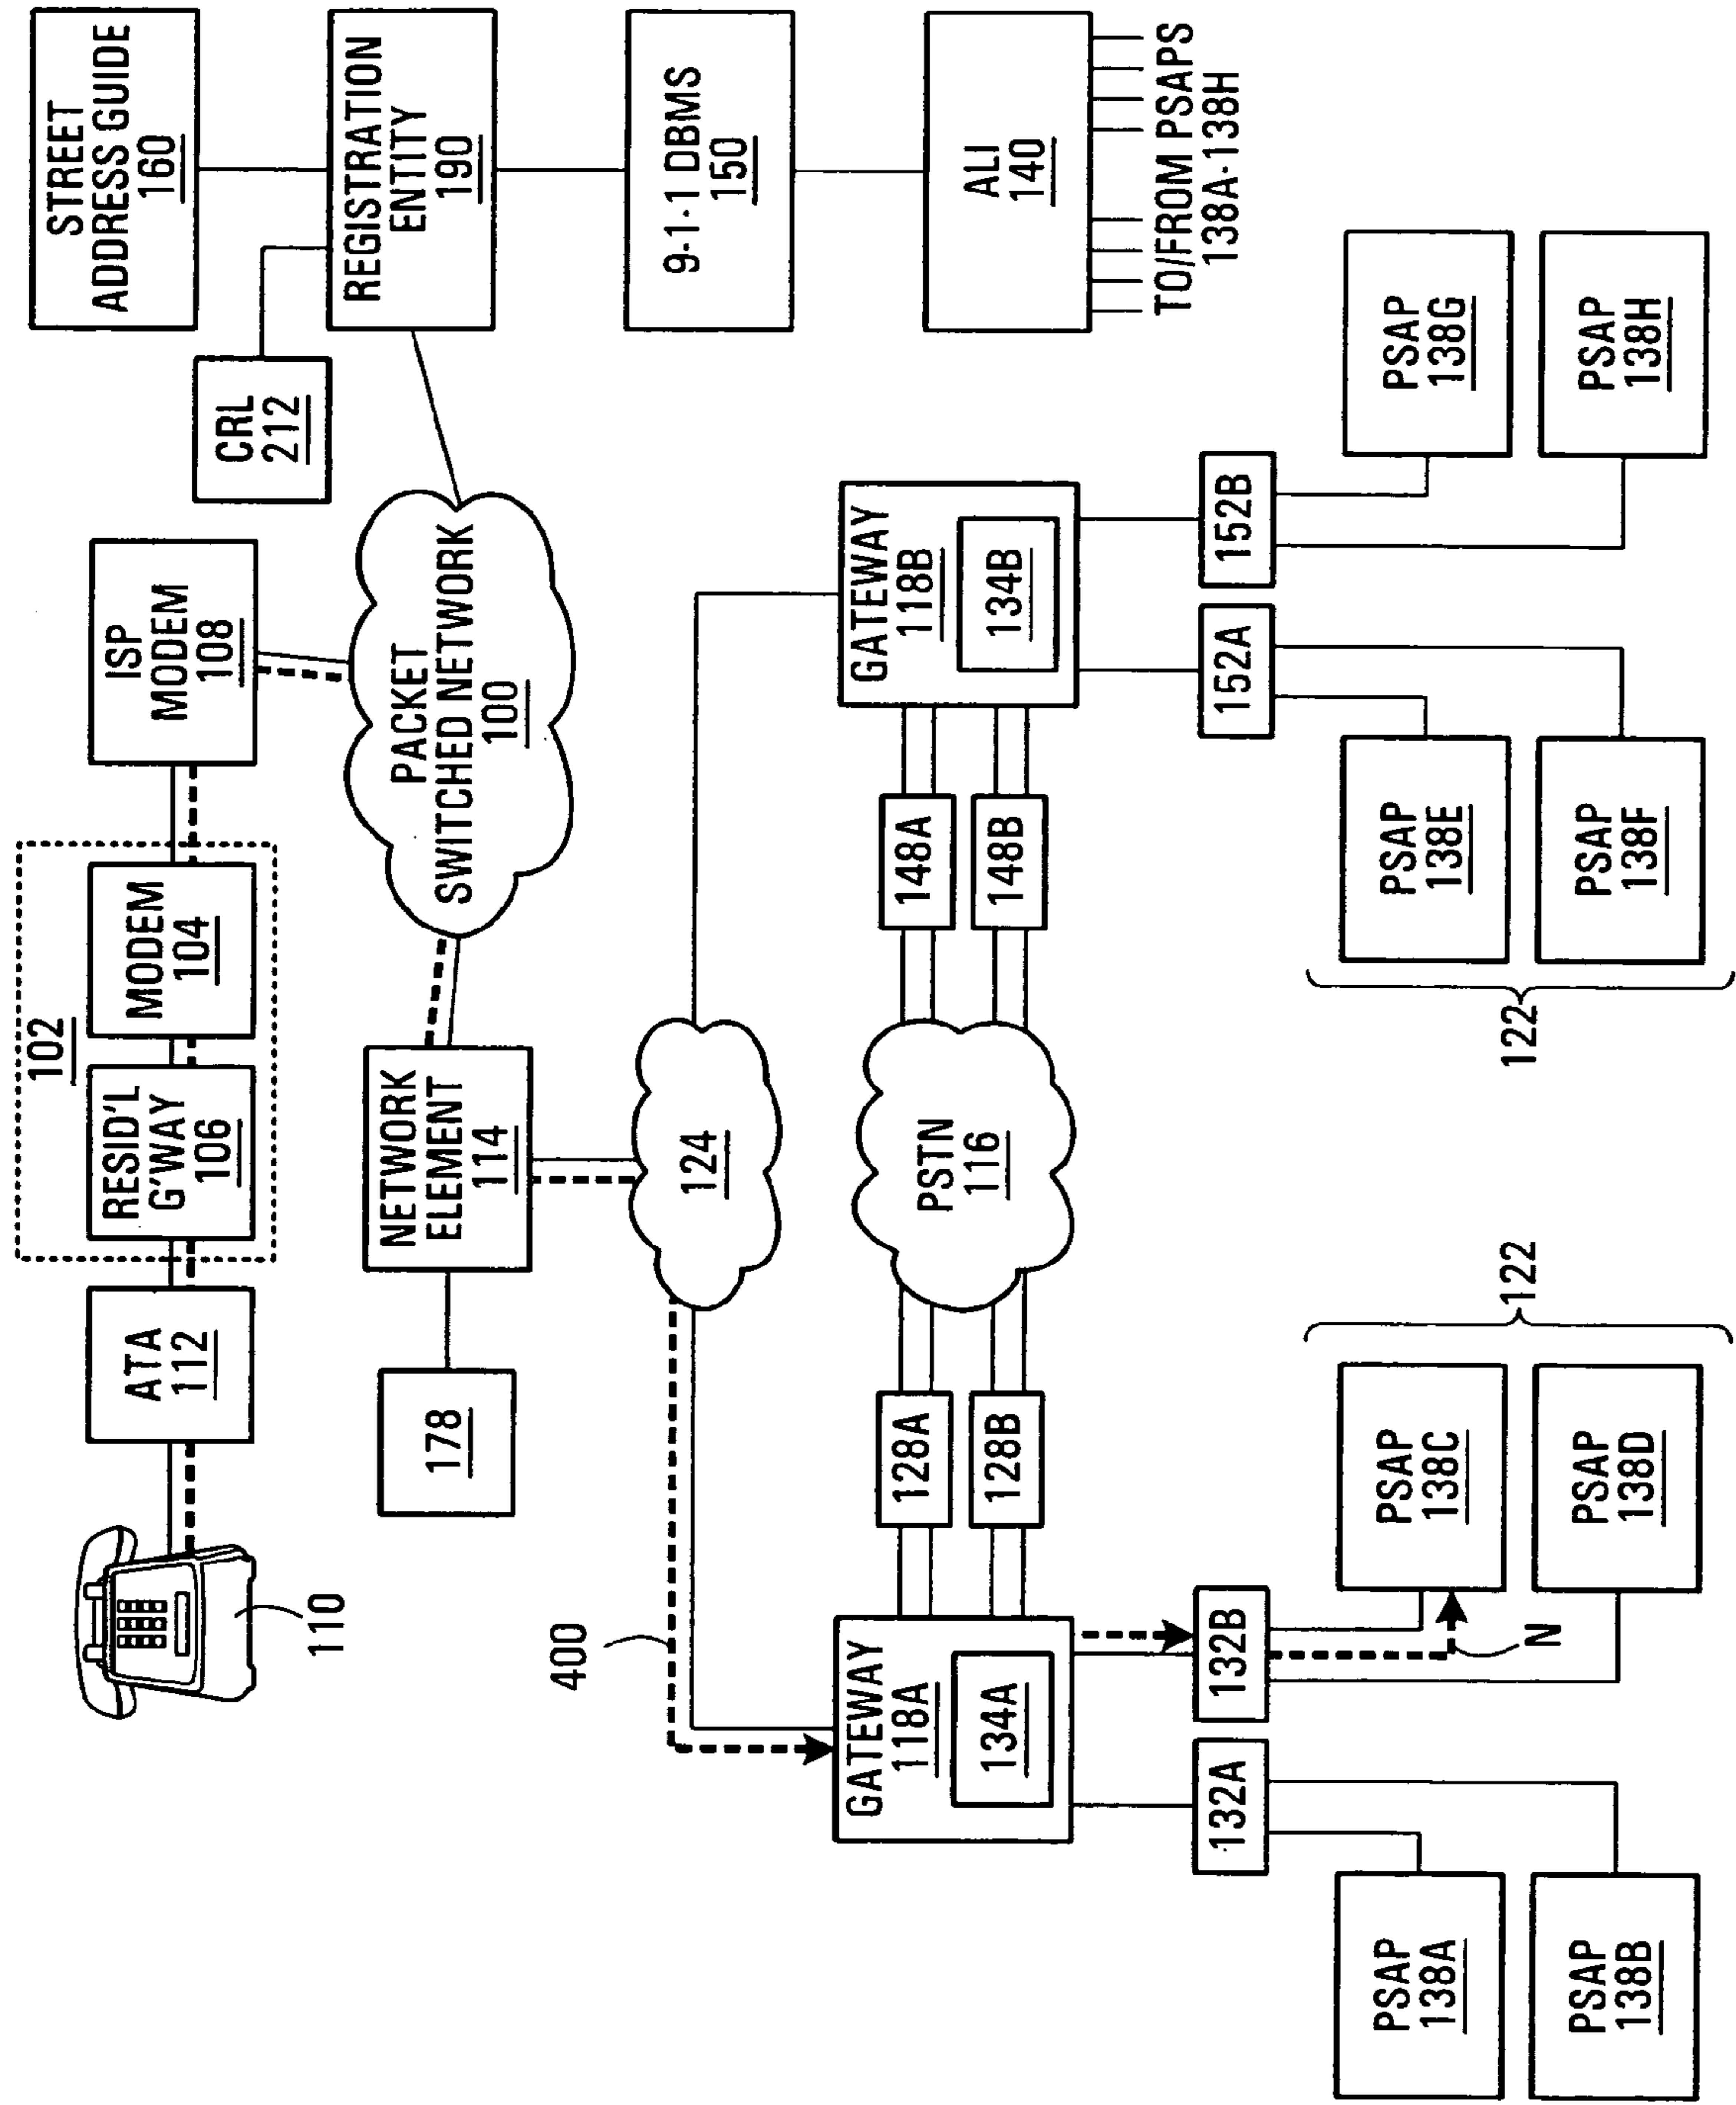 110
ATA
112
102
RESID'L
G'WAY
106
MODEM
104
ISP
MODEM
108
STREET
ADDRESS GUIDE
160
CRL
212
REGISTRATION
ENTITY
190
178
NETWORK
ELEMENT
114
PACKET
SWITCHED NETWORK
100
9-1-1 DBMS
150
400
124
GATEWAY
118A
134A
128A
128B
PSTN
116
148A
148B
GATEWAY
118B
134B
ALI
140
TO/FROM PSAPS
138A-138H
132A
132B
N
152A
152B
122
122
PSAP
138A
PSAP
138B
PSAP
138C
PSAP
138D
PSAP
138E
PSAP
138F
PSAP
138G
PSAP
138H